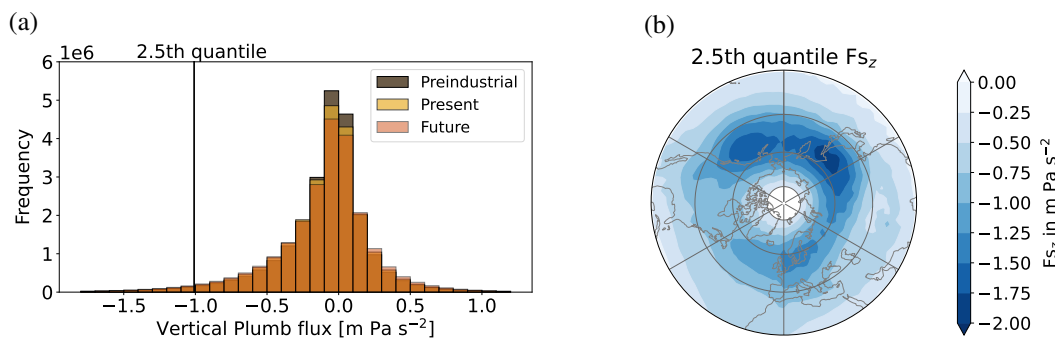 (a)
1e6
2.5th quantile
6
5
4
3
2
1
0
Frequency
Preindustrial
Present
Future
−1.5 −1.0 −0.5 0.0 0.5 1.0
Vertical Plumb flux [m Pa s⁻²]
(b)
2.5th quantile Fs_z
0.00
−0.25
−0.50
−0.75
−1.00
−1.25
−1.50
−1.75
−2.00
Fs_z in m Pa s⁻²